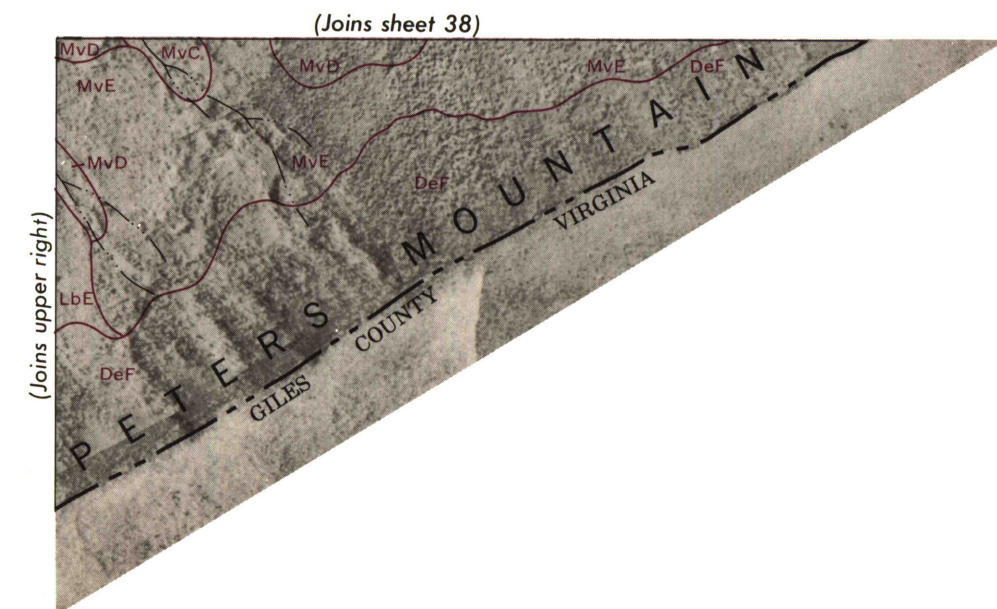 (Joins sheet 38)
MvD
MvC
MvE
MvD
MvE
DeF
MvD
MvE
DeF
(Joins upper right)
LbE
DeF
PETERS MOUNTAIN
GILES COUNTY VIRGINIA